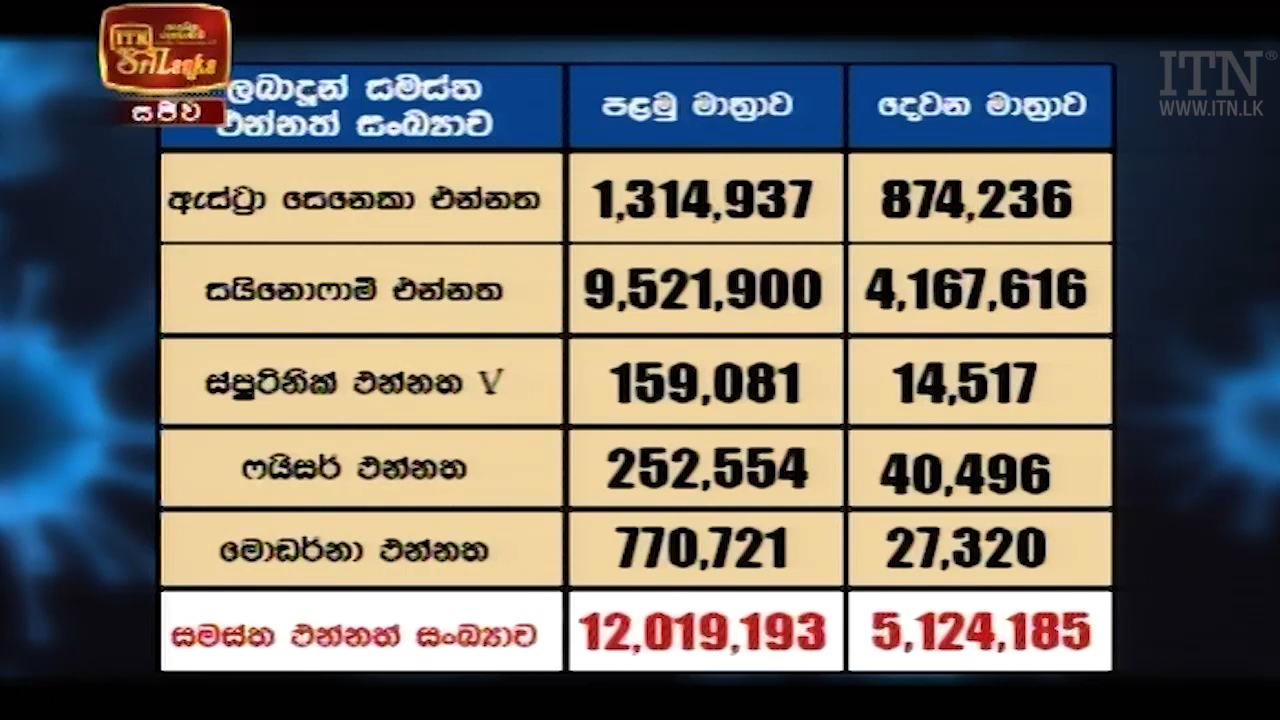 ITN
Sri Lanka
සජීව
ITN®
WWW.ITN.LK
ලබාදුන් සමස්ත
එන්නත් සංඛ්‍යාව
පළමු මාත්‍රාව
දෙවන මාත්‍රාව
ඇස්ට්‍රා සෙනෙකා එන්නත
1,314,937
874,236
සයිනොෆාම් එන්නත
9,521,900
4,167,616
ස්පුටිනික් එන්නත V
159,081
14,517
ෆයිසර් එන්නත
252,554
40,496
මොඩර්නා එන්නත
770,721
27,320
සමස්ත එන්නත් සංඛ්‍යාව
12,019,193
5,124,185